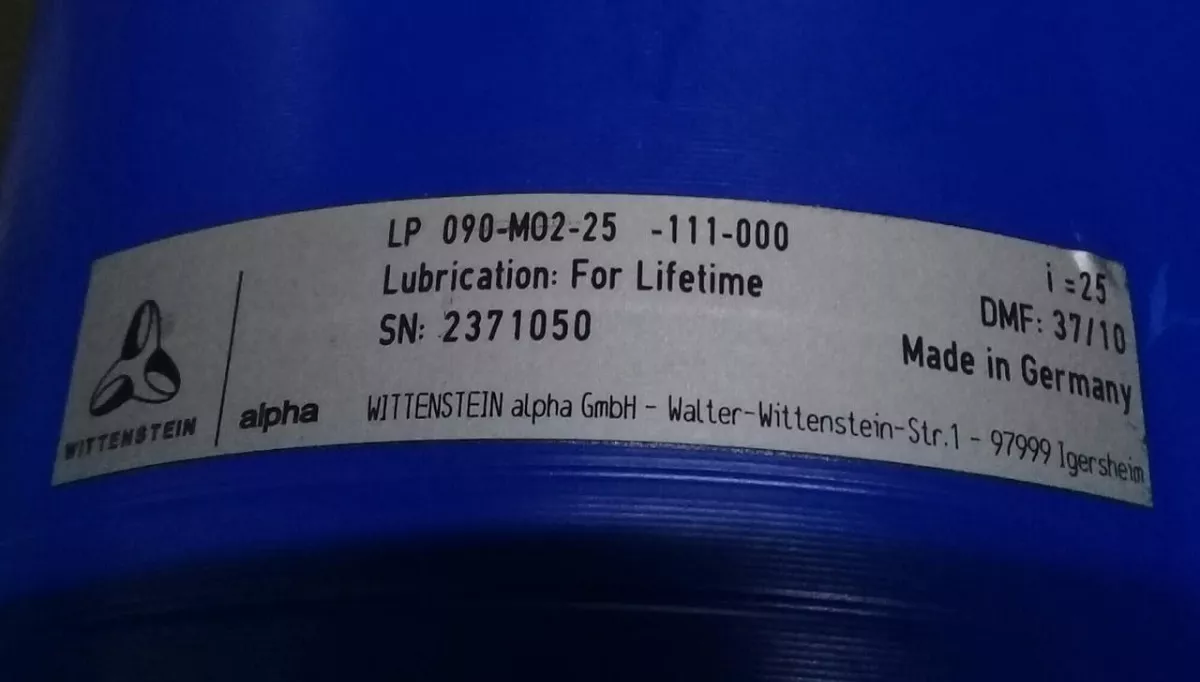 LP 090-M02-25 -111-000
Lubrication: For Lifetime
SN: 2371050
i =25
DMF: 37/10
Made in Germany
WITTENSTEIN
alpha
WITTENSTEIN alpha GmbH - Walter-Wittenstein-Str.1 - 97999 Igersheim